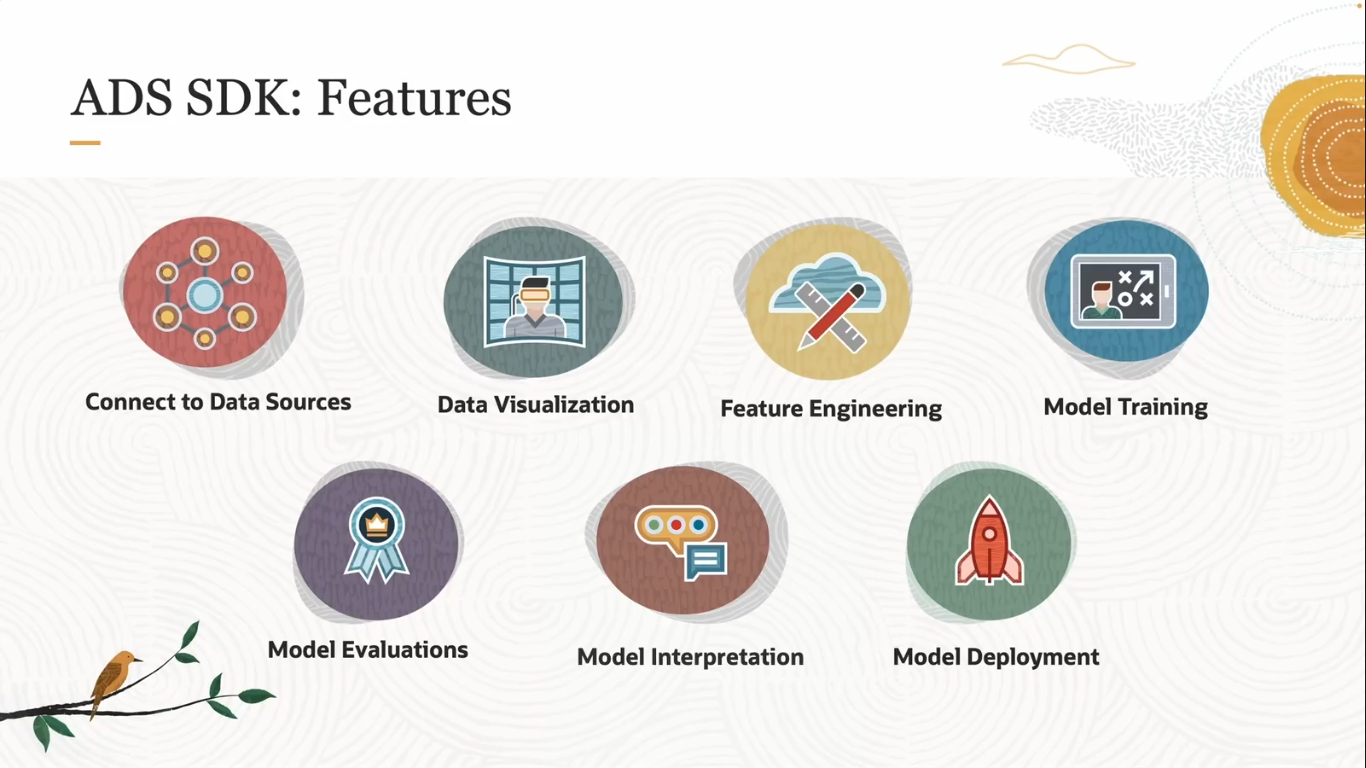 ADS SDK: Features
Connect to Data Sources
Data Visualization
Feature Engineering
Model Training
Model Evaluations
Model Interpretation
Model Deployment